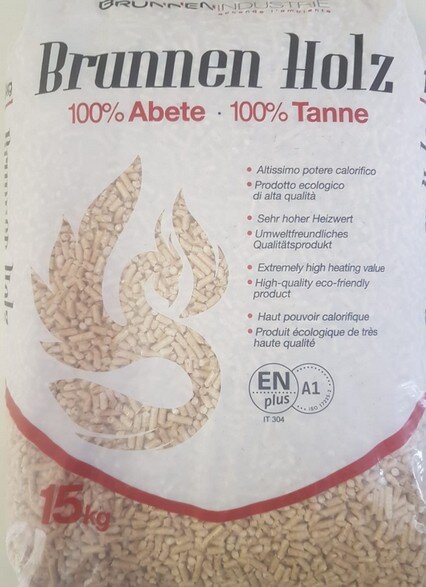 BRUNNENINDUSTRIE
Brunnen Holz
100% Abete · 100% Tanne
• Altissimo potere calorifico
• Prodotto ecologico
di alta qualità
• Sehr hoher Heizwert
• Umweltfreundliches
Qualitätsprodukt
• Extremely high heating value
• High-quality eco-friendly
product
• Haut pouvoir calorifique
• Produit écologique de très
haute qualité
EN
plus
A1
IT 304
15kg